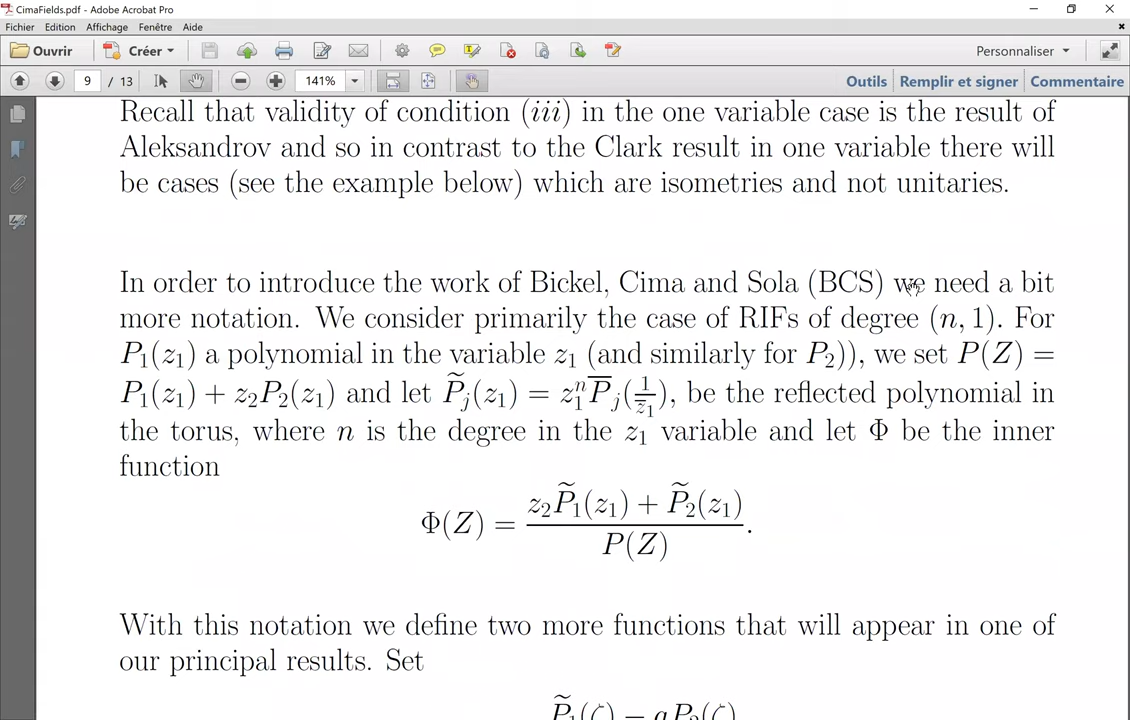 CimaFields.pdf - Adobe Acrobat Pro
Fichier Edition Affichage Fenêtre Aide
Ouvrir Créer Personnaliser
9 / 13 141% Outils Remplir et signer Commentaire
Recall that validity of condition (iii) in the one variable case is the result of
Aleksandrov and so in contrast to the Clark result in one variable there will
be cases (see the example below) which are isometries and not unitaries.
In order to introduce the work of Bickel, Cima and Sola (BCS) we need a bit
more notation. We consider primarily the case of RIFs of degree (n, 1). For
P₁(z₁) a polynomial in the variable z₁ (and similarly for P₂)), we set P(Z) =
P₁(z₁) + z₂P₂(z₁) and let P̃ⱼ(z₁) = z₁ⁿP̅ⱼ(1/z̄₁), be the reflected polynomial in
the torus, where n is the degree in the z₁ variable and let Φ be the inner
function
Φ(Z) = (z₂P̃₁(z₁) + P̃₂(z₁)) / P(Z).
With this notation we define two more functions that will appear in one of
our principal results. Set
P̃₁(ζ) − αP₂(ζ)